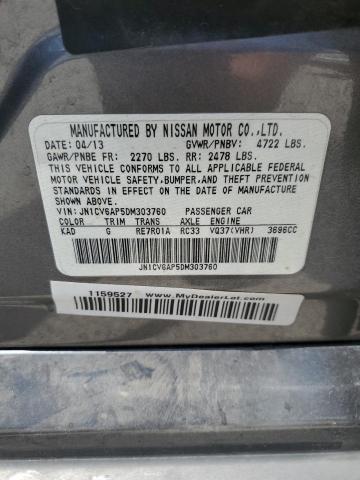 MANUFACTURED BY NISSAN MOTOR CO.,LTD.
DATE: 04/13 GVWR/PNBV: 4722 LBS.
GAWR/PNBE FR: 2270 LBS. RR: 2478 LBS.
THIS VEHICLE CONFORMS TO ALL APPLICABLE FEDERAL
MOTOR VEHICLE SAFETY,BUMPER,AND THEFT PREVENTION
STANDARDS IN EFFECT ON THE DATE OF MANUFACTURE
SHOWN ABOVE.
VIN: JN1CV6AP5DM303760 PASSENGER CAR
COLOR TRIM TRANS AXLE ENGINE
KAD G RE7R01A RC33 VQ37(VHR) 3696CC
JN1CV6AP5DM303760
1159527 www.MyDealerLot.com